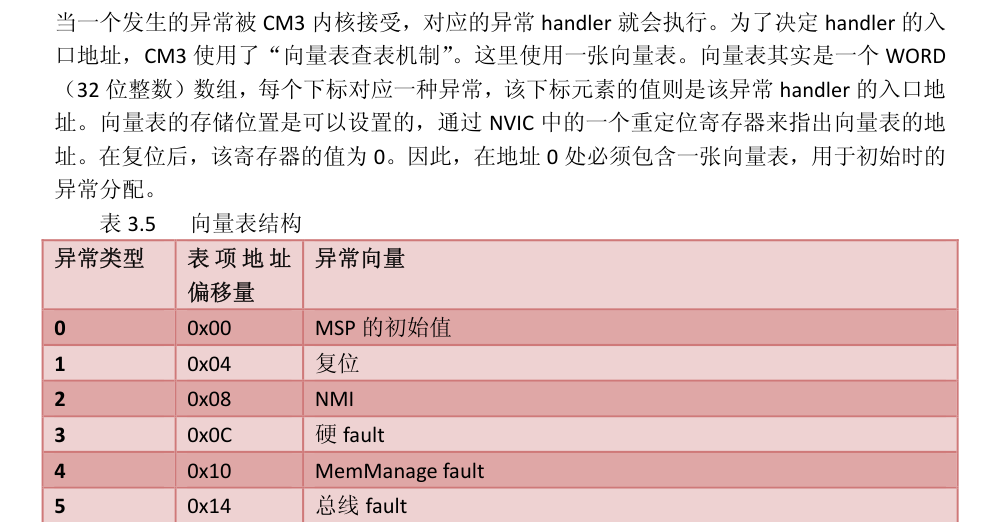 当一个发生的异常被 CM3 内核接受，对应的异常 handler 就会执行。为了决定 handler 的入
口地址，CM3 使用了“向量表查表机制”。这里使用一张向量表。向量表其实是一个 WORD
（32 位整数）数组，每个下标对应一种异常，该下标元素的值则是该异常 handler 的入口地
址。向量表的存储位置是可以设置的，通过 NVIC 中的一个重定位寄存器来指出向量表的地
址。在复位后，该寄存器的值为 0。因此，在地址 0 处必须包含一张向量表，用于初始时的
异常分配。
表 3.5 向量表结构
异常类型 表项地址 异常向量
偏移量
0 0x00 MSP 的初始值
1 0x04 复位
2 0x08 NMI
3 0x0C 硬 fault
4 0x10 MemManage fault
5 0x14 总线 fault